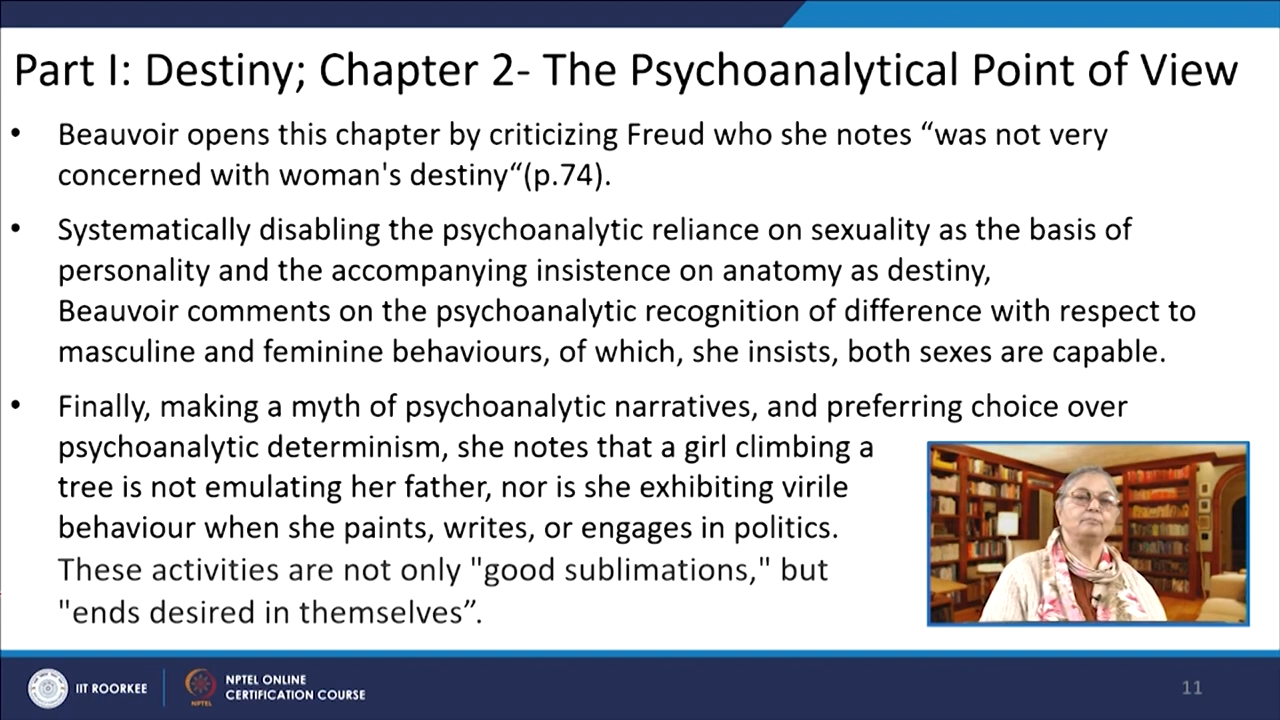 Part I: Destiny; Chapter 2- The Psychoanalytical Point of View
• Beauvoir opens this chapter by criticizing Freud who she notes “was not very
concerned with woman's destiny“(p.74).
• Systematically disabling the psychoanalytic reliance on sexuality as the basis of
personality and the accompanying insistence on anatomy as destiny,
Beauvoir comments on the psychoanalytic recognition of difference with respect to
masculine and feminine behaviours, of which, she insists, both sexes are capable.
• Finally, making a myth of psychoanalytic narratives, and preferring choice over
psychoanalytic determinism, she notes that a girl climbing a
tree is not emulating her father, nor is she exhibiting virile
behaviour when she paints, writes, or engages in politics.
These activities are not only "good sublimations," but
"ends desired in themselves”.
IIT ROORKEE
NPTEL
NPTEL ONLINE
CERTIFICATION COURSE
11